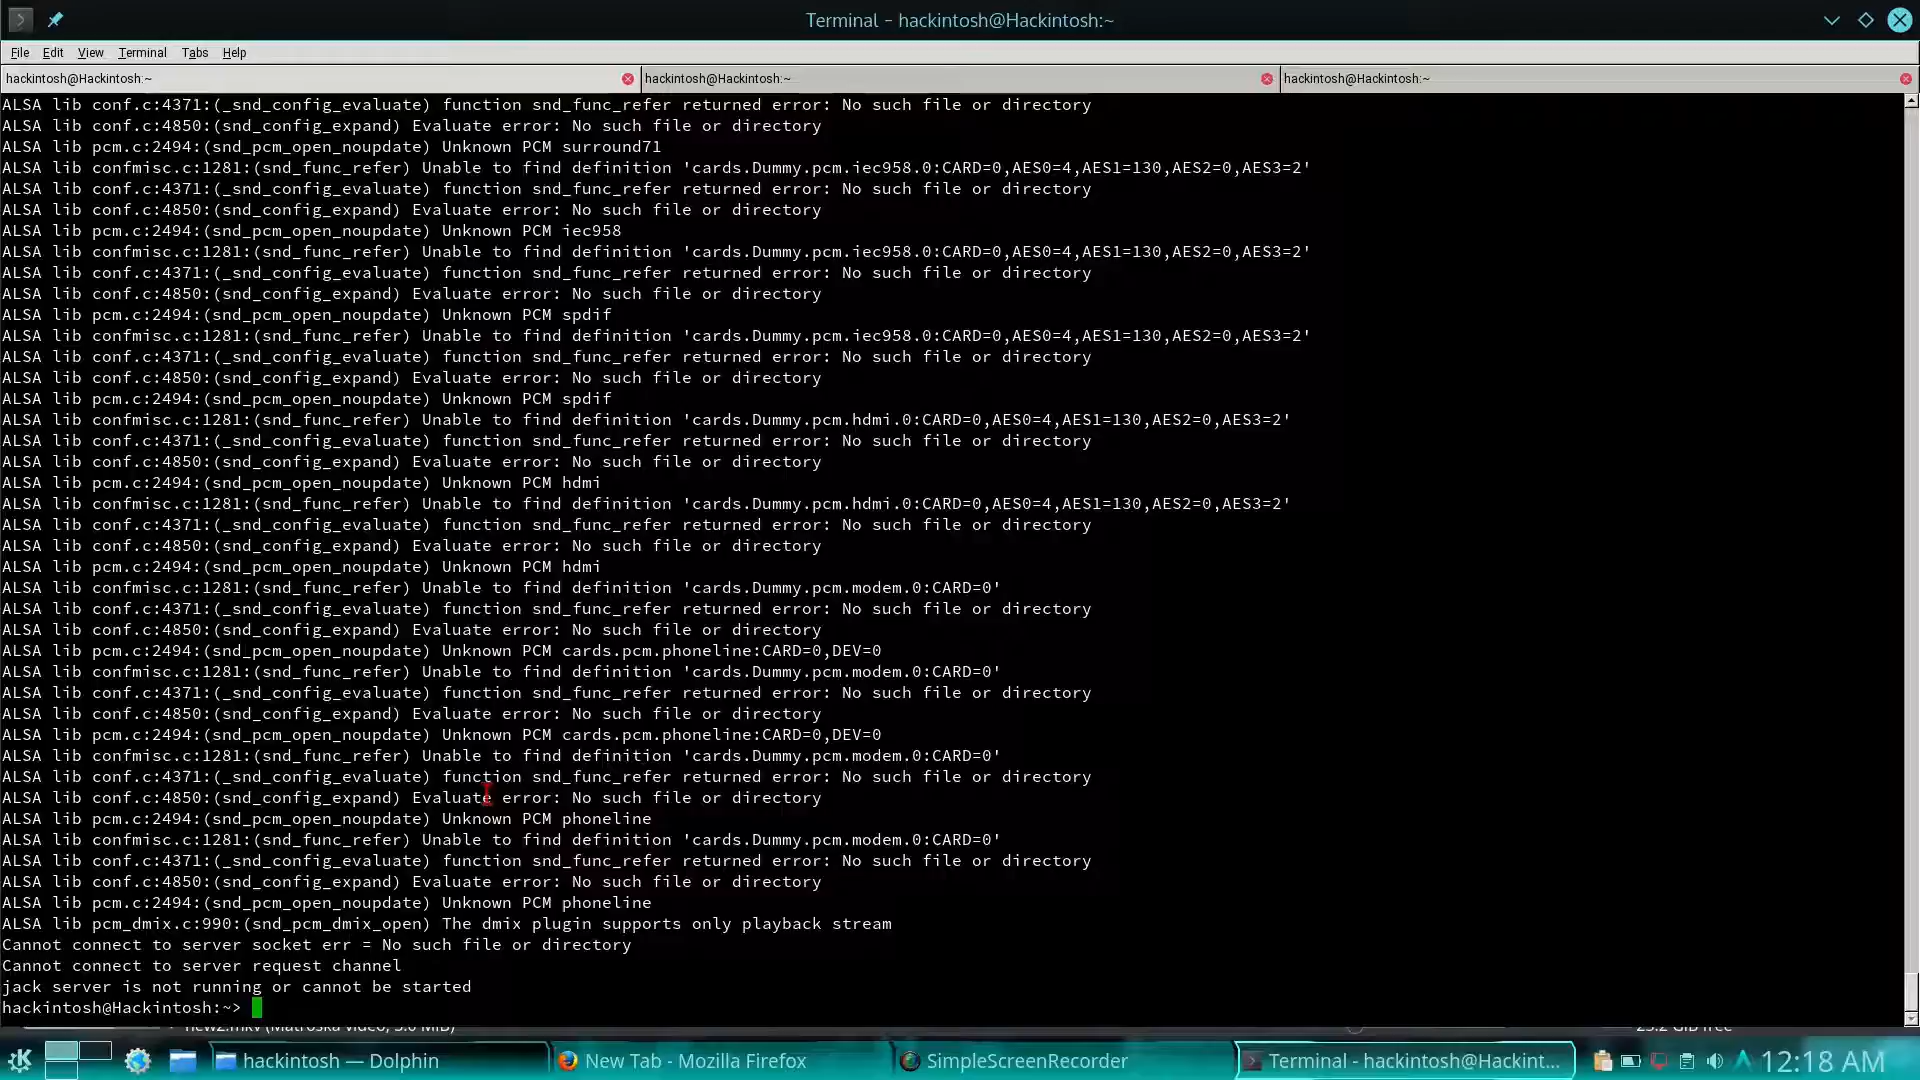 Terminal - hackintosh@Hackintosh:~
File Edit View Terminal Tabs Help
hackintosh@Hackintosh:~ hackintosh@Hackintosh:~ hackintosh@Hackintosh:~
ALSA lib conf.c:4371:(_snd_config_evaluate) function snd_func_refer returned error: No such file or directory
ALSA lib conf.c:4850:(snd_config_expand) Evaluate error: No such file or directory
ALSA lib pcm.c:2494:(snd_pcm_open_noupdate) Unknown PCM surround71
ALSA lib confmisc.c:1281:(snd_func_refer) Unable to find definition 'cards.Dummy.pcm.iec958.0:CARD=0,AES0=4,AES1=130,AES2=0,AES3=2'
ALSA lib conf.c:4371:(_snd_config_evaluate) function snd_func_refer returned error: No such file or directory
ALSA lib conf.c:4850:(snd_config_expand) Evaluate error: No such file or directory
ALSA lib pcm.c:2494:(snd_pcm_open_noupdate) Unknown PCM iec958
ALSA lib confmisc.c:1281:(snd_func_refer) Unable to find definition 'cards.Dummy.pcm.iec958.0:CARD=0,AES0=4,AES1=130,AES2=0,AES3=2'
ALSA lib conf.c:4371:(_snd_config_evaluate) function snd_func_refer returned error: No such file or directory
ALSA lib conf.c:4850:(snd_config_expand) Evaluate error: No such file or directory
ALSA lib pcm.c:2494:(snd_pcm_open_noupdate) Unknown PCM spdif
ALSA lib confmisc.c:1281:(snd_func_refer) Unable to find definition 'cards.Dummy.pcm.iec958.0:CARD=0,AES0=4,AES1=130,AES2=0,AES3=2'
ALSA lib conf.c:4371:(_snd_config_evaluate) function snd_func_refer returned error: No such file or directory
ALSA lib conf.c:4850:(snd_config_expand) Evaluate error: No such file or directory
ALSA lib pcm.c:2494:(snd_pcm_open_noupdate) Unknown PCM spdif
ALSA lib confmisc.c:1281:(snd_func_refer) Unable to find definition 'cards.Dummy.pcm.hdmi.0:CARD=0,AES0=4,AES1=130,AES2=0,AES3=2'
ALSA lib conf.c:4371:(_snd_config_evaluate) function snd_func_refer returned error: No such file or directory
ALSA lib conf.c:4850:(snd_config_expand) Evaluate error: No such file or directory
ALSA lib pcm.c:2494:(snd_pcm_open_noupdate) Unknown PCM hdmi
ALSA lib confmisc.c:1281:(snd_func_refer) Unable to find definition 'cards.Dummy.pcm.hdmi.0:CARD=0,AES0=4,AES1=130,AES2=0,AES3=2'
ALSA lib conf.c:4371:(_snd_config_evaluate) function snd_func_refer returned error: No such file or directory
ALSA lib conf.c:4850:(snd_config_expand) Evaluate error: No such file or directory
ALSA lib pcm.c:2494:(snd_pcm_open_noupdate) Unknown PCM hdmi
ALSA lib confmisc.c:1281:(snd_func_refer) Unable to find definition 'cards.Dummy.pcm.modem.0:CARD=0'
ALSA lib conf.c:4371:(_snd_config_evaluate) function snd_func_refer returned error: No such file or directory
ALSA lib conf.c:4850:(snd_config_expand) Evaluate error: No such file or directory
ALSA lib pcm.c:2494:(snd_pcm_open_noupdate) Unknown PCM cards.pcm.phoneline:CARD=0,DEV=0
ALSA lib confmisc.c:1281:(snd_func_refer) Unable to find definition 'cards.Dummy.pcm.modem.0:CARD=0'
ALSA lib conf.c:4371:(_snd_config_evaluate) function snd_func_refer returned error: No such file or directory
ALSA lib conf.c:4850:(snd_config_expand) Evaluate error: No such file or directory
ALSA lib pcm.c:2494:(snd_pcm_open_noupdate) Unknown PCM cards.pcm.phoneline:CARD=0,DEV=0
ALSA lib confmisc.c:1281:(snd_func_refer) Unable to find definition 'cards.Dummy.pcm.modem.0:CARD=0'
ALSA lib conf.c:4371:(_snd_config_evaluate) function snd_func_refer returned error: No such file or directory
ALSA lib conf.c:4850:(snd_config_expand) Evaluate error: No such file or directory
ALSA lib pcm.c:2494:(snd_pcm_open_noupdate) Unknown PCM phoneline
ALSA lib confmisc.c:1281:(snd_func_refer) Unable to find definition 'cards.Dummy.pcm.modem.0:CARD=0'
ALSA lib conf.c:4371:(_snd_config_evaluate) function snd_func_refer returned error: No such file or directory
ALSA lib conf.c:4850:(snd_config_expand) Evaluate error: No such file or directory
ALSA lib pcm.c:2494:(snd_pcm_open_noupdate) Unknown PCM phoneline
ALSA lib pcm_dmix.c:990:(snd_pcm_dmix_open) The dmix plugin supports only playback stream
Cannot connect to server socket err = No such file or directory
Cannot connect to server request channel
jack server is not running or cannot be started
hackintosh@Hackintosh:~>
new2.mkv (Matroska video, 3.0 MiB) 23.2 GiB free
hackintosh — Dolphin New Tab - Mozilla Firefox SimpleScreenRecorder Terminal - hackintosh@Hackint... 12:18 AM